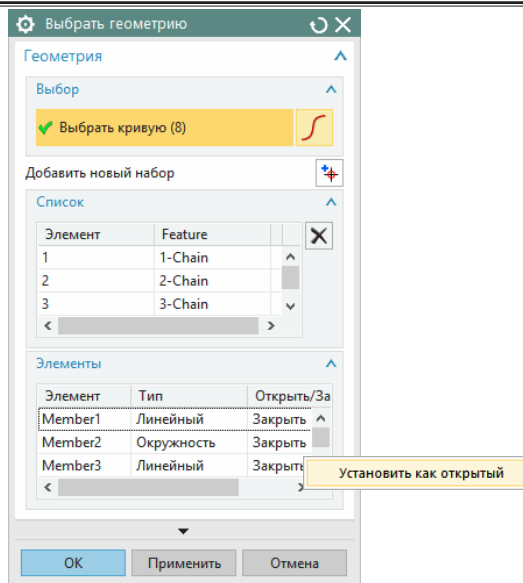 Выбрать геометрию
Геометрия
Выбор
Выбрать кривую (8)
Добавить новый набор
Список
Элемент Feature
1 1-Chain
2 2-Chain
3 3-Chain
Элементы
Элемент Тип Открыть/За
Member1 Линейный Закрыть
Member2 Окружность Закрыть
Member3 Линейный Закрыть
Установить как открытый
ОК Применить Отмена